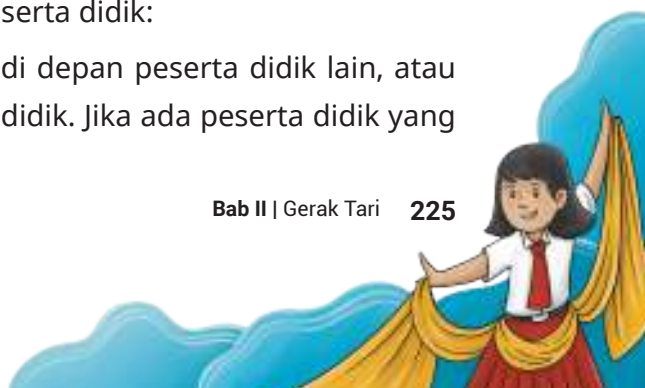 serta didik:
di depan peserta didik lain, atau
didik. Jika ada peserta didik yang
Bab II | Gerak Tari 225